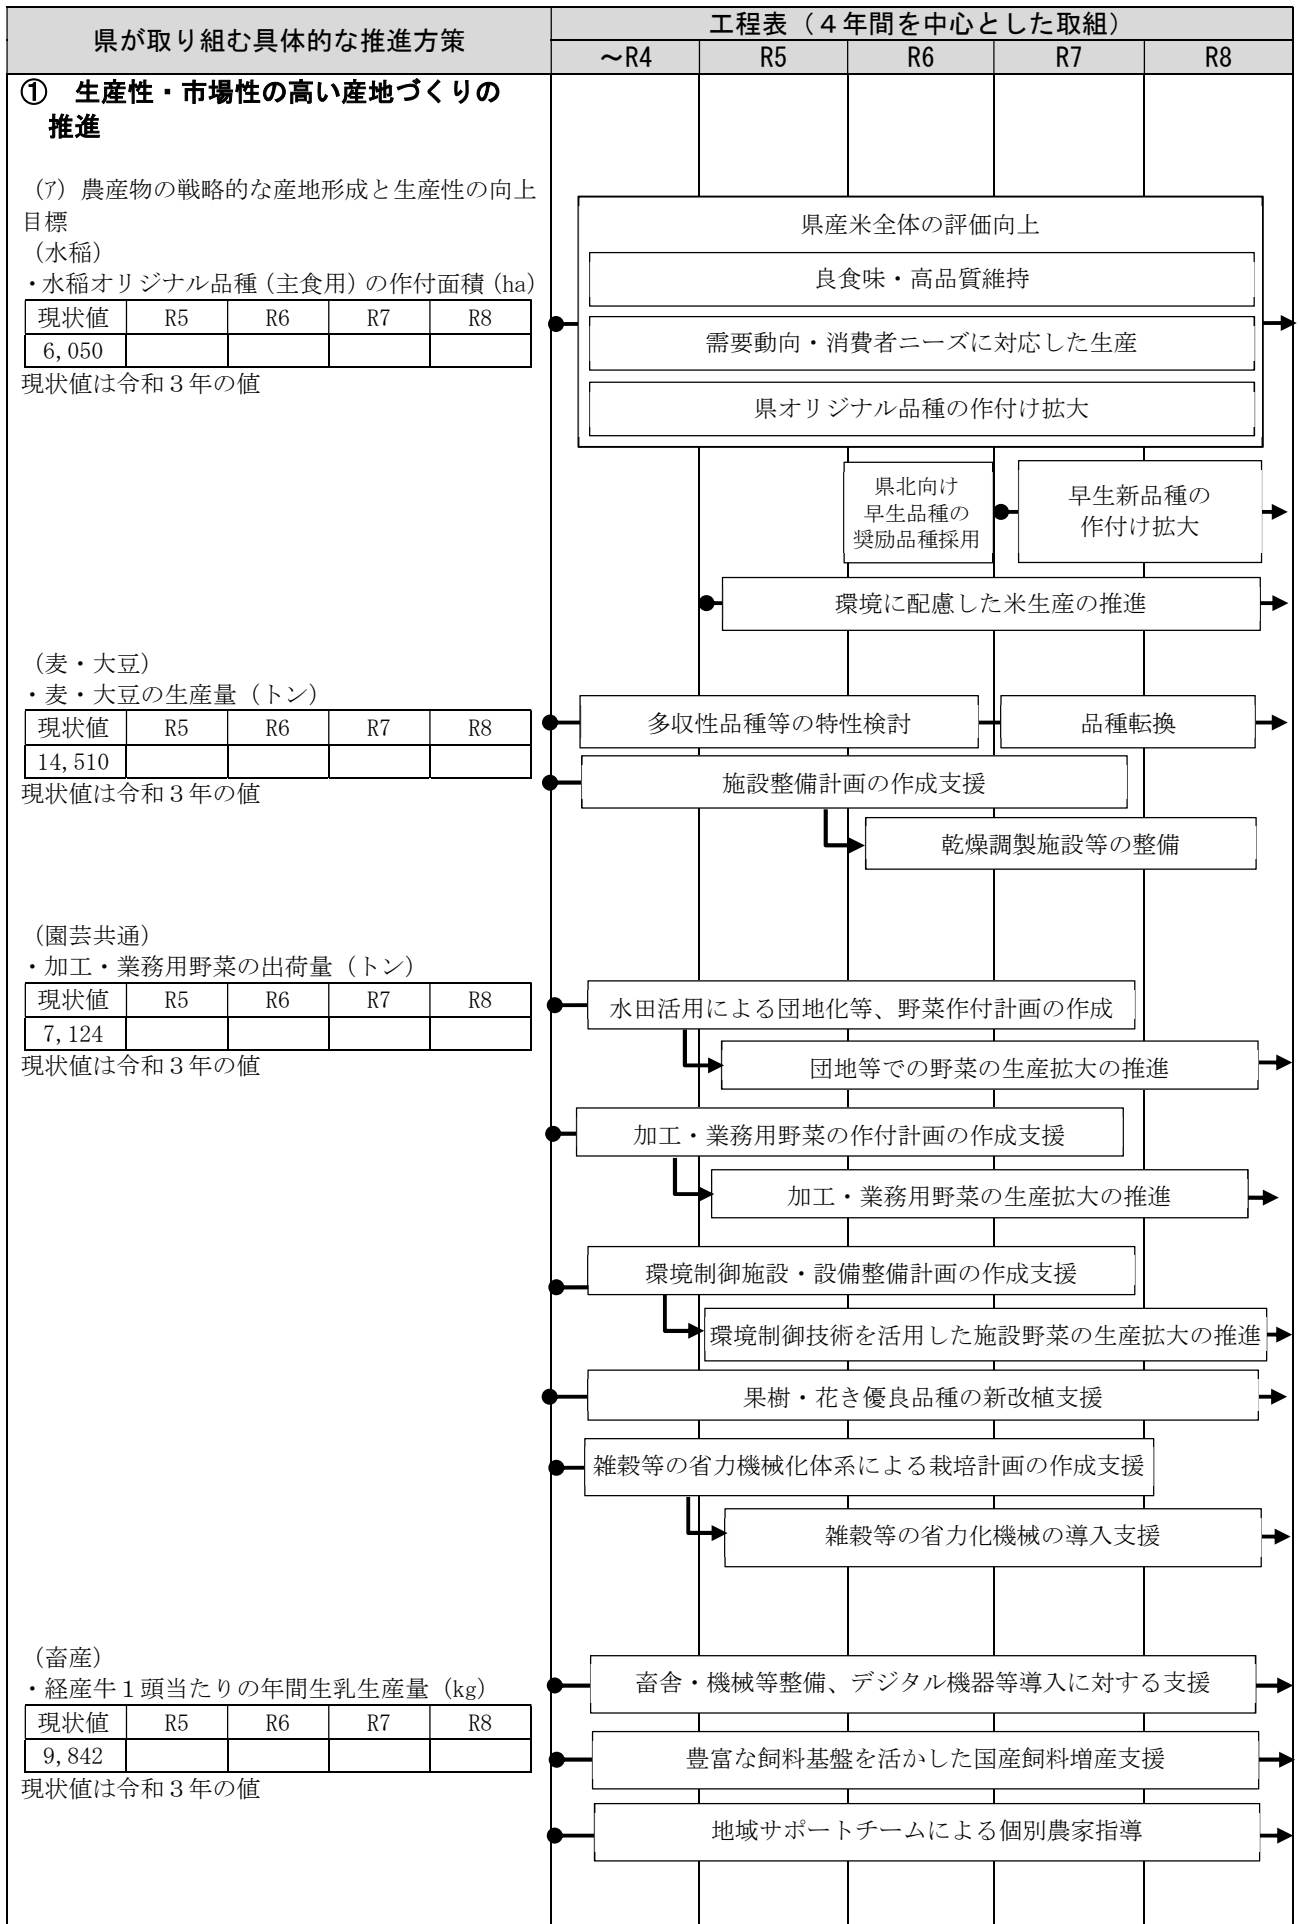 県が取り組む具体的な推進方策
工程表（４年間を中心とした取組）
～R4 R5 R6 R7 R8
① 生産性・市場性の高い産地づくりの
推進
(ｱ) 農産物の戦略的な産地形成と生産性の向上
目標
（水稲）
・水稲オリジナル品種（主食用）の作付面積（ha）
現状値 R5 R6 R7 R8
6,050
現状値は令和３年の値
県産米全体の評価向上
良食味・高品質維持
需要動向・消費者ニーズに対応した生産
県オリジナル品種の作付け拡大
県北向け
早生品種の
奨励品種採用
早生新品種の
作付け拡大
環境に配慮した米生産の推進
（麦・大豆）
・麦・大豆の生産量（トン）
現状値 R5 R6 R7 R8
14,510
現状値は令和３年の値
多収性品種等の特性検討
品種転換
施設整備計画の作成支援
乾燥調製施設等の整備
（園芸共通）
・加工・業務用野菜の出荷量（トン）
現状値 R5 R6 R7 R8
7,124
現状値は令和３年の値
水田活用による団地化等、野菜作付計画の作成
団地等での野菜の生産拡大の推進
加工・業務用野菜の作付計画の作成支援
加工・業務用野菜の生産拡大の推進
環境制御施設・設備整備計画の作成支援
環境制御技術を活用した施設野菜の生産拡大の推進
果樹・花き優良品種の新改植支援
雑穀等の省力機械化体系による栽培計画の作成支援
雑穀等の省力化機械の導入支援
（畜産）
・経産牛１頭当たりの年間生乳生産量（kg）
現状値 R5 R6 R7 R8
9,842
現状値は令和３年の値
畜舎・機械等整備、デジタル機器等導入に対する支援
豊富な飼料基盤を活かした国産飼料増産支援
地域サポートチームによる個別農家指導